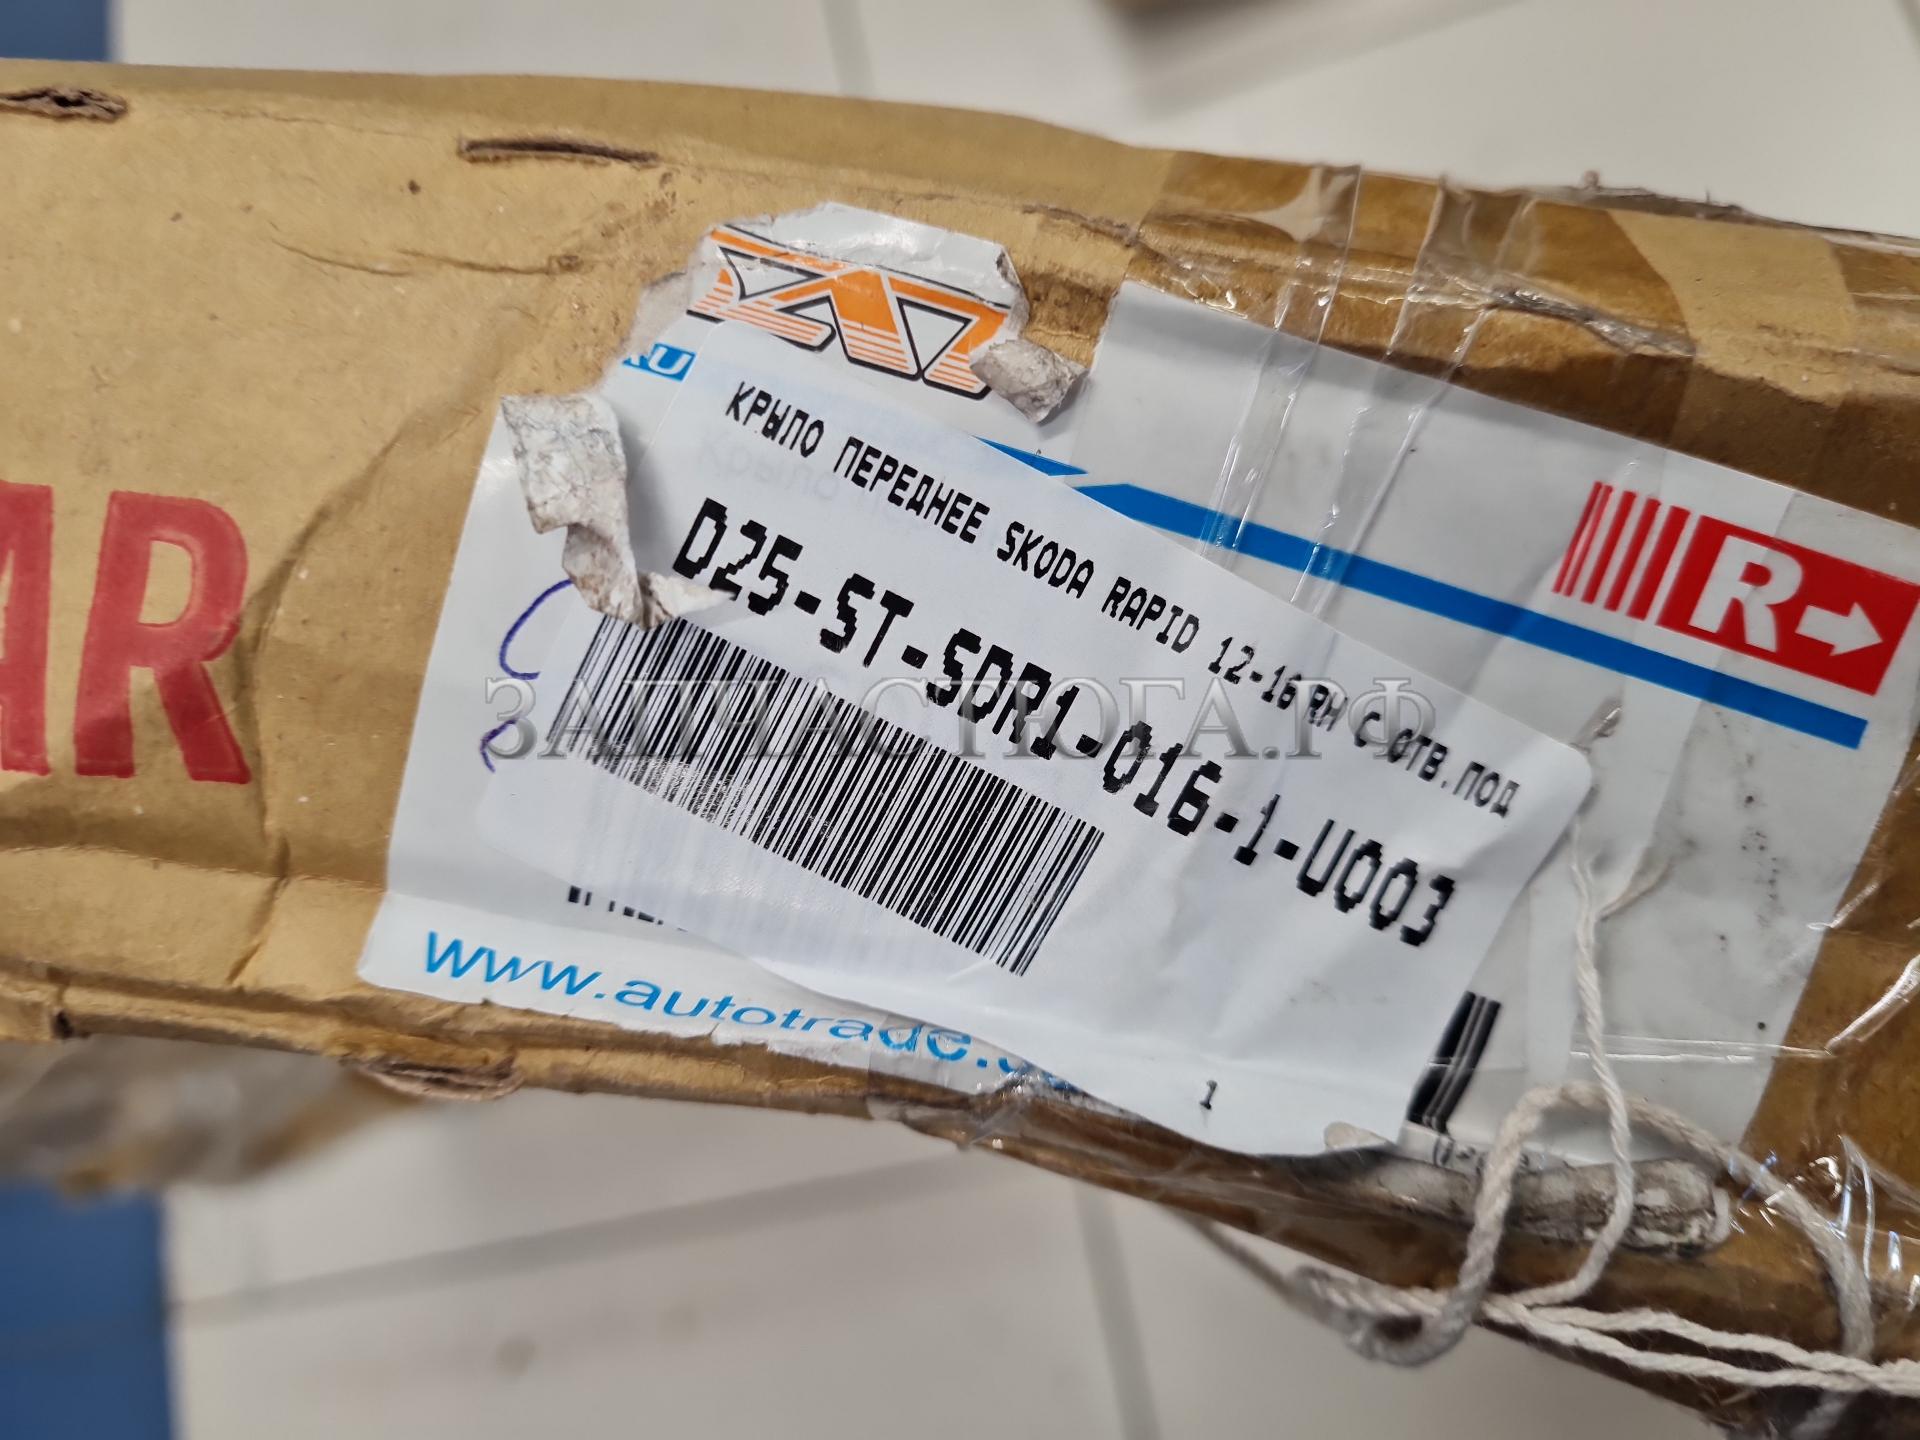 КРЫЛО ПЕРЕДНЕЕ SKODA RAPID 12-16 RH С ОТВ.ПОД
D25-ST-SDR1-016-1-U003
R
AR
ЗАПЧАСТЮГА.РФ
www.autotrade.
1